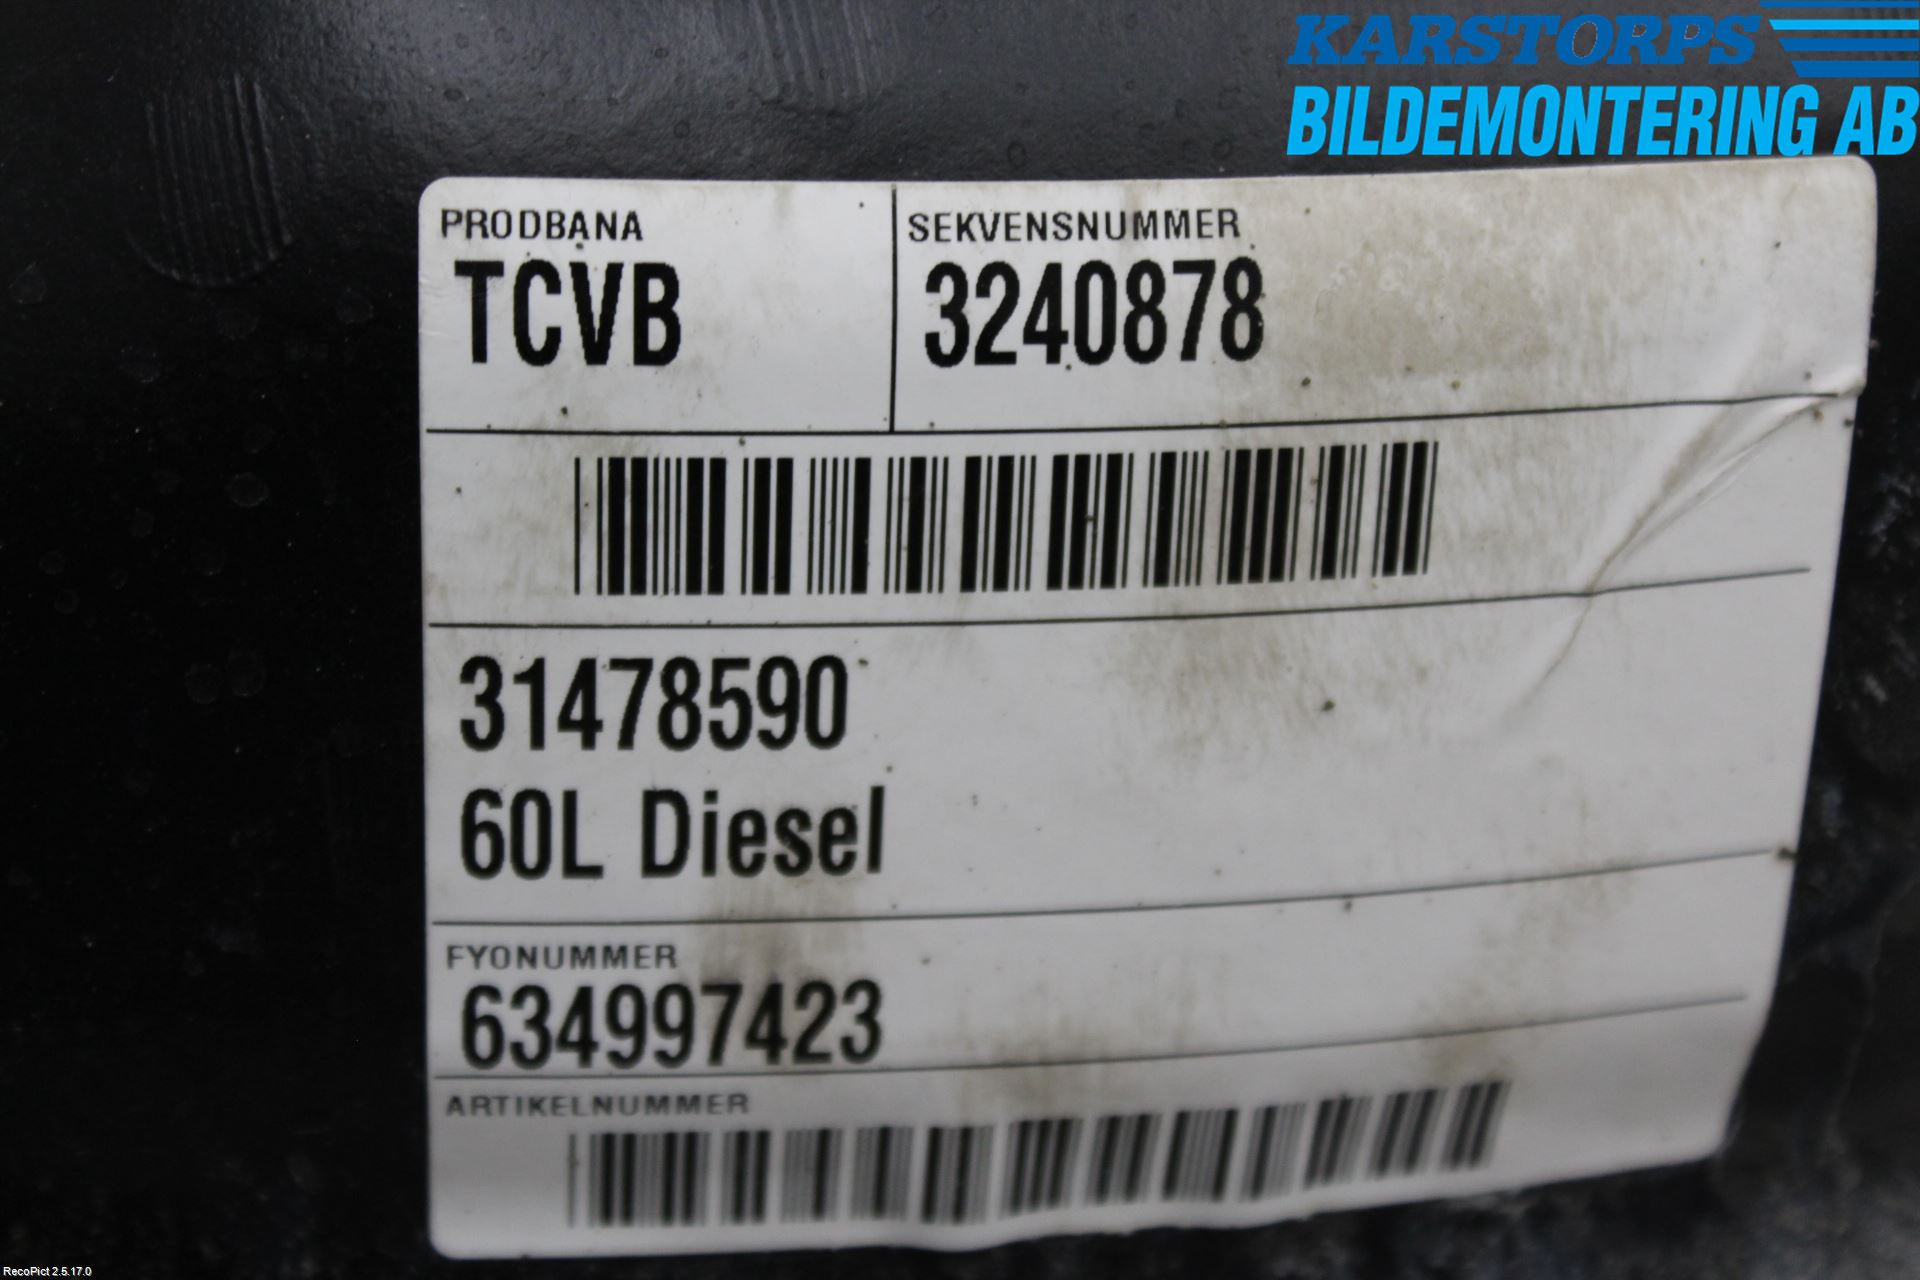 KARSTORPS
BILDEMONTERING AB
PRODBANA
SEKVENSNUMMER
TCVB
3240878
31478590
60L Diesel
FYONUMMER
634997423
ARTIKELNUMMER
RecoPict 2.5.17.0